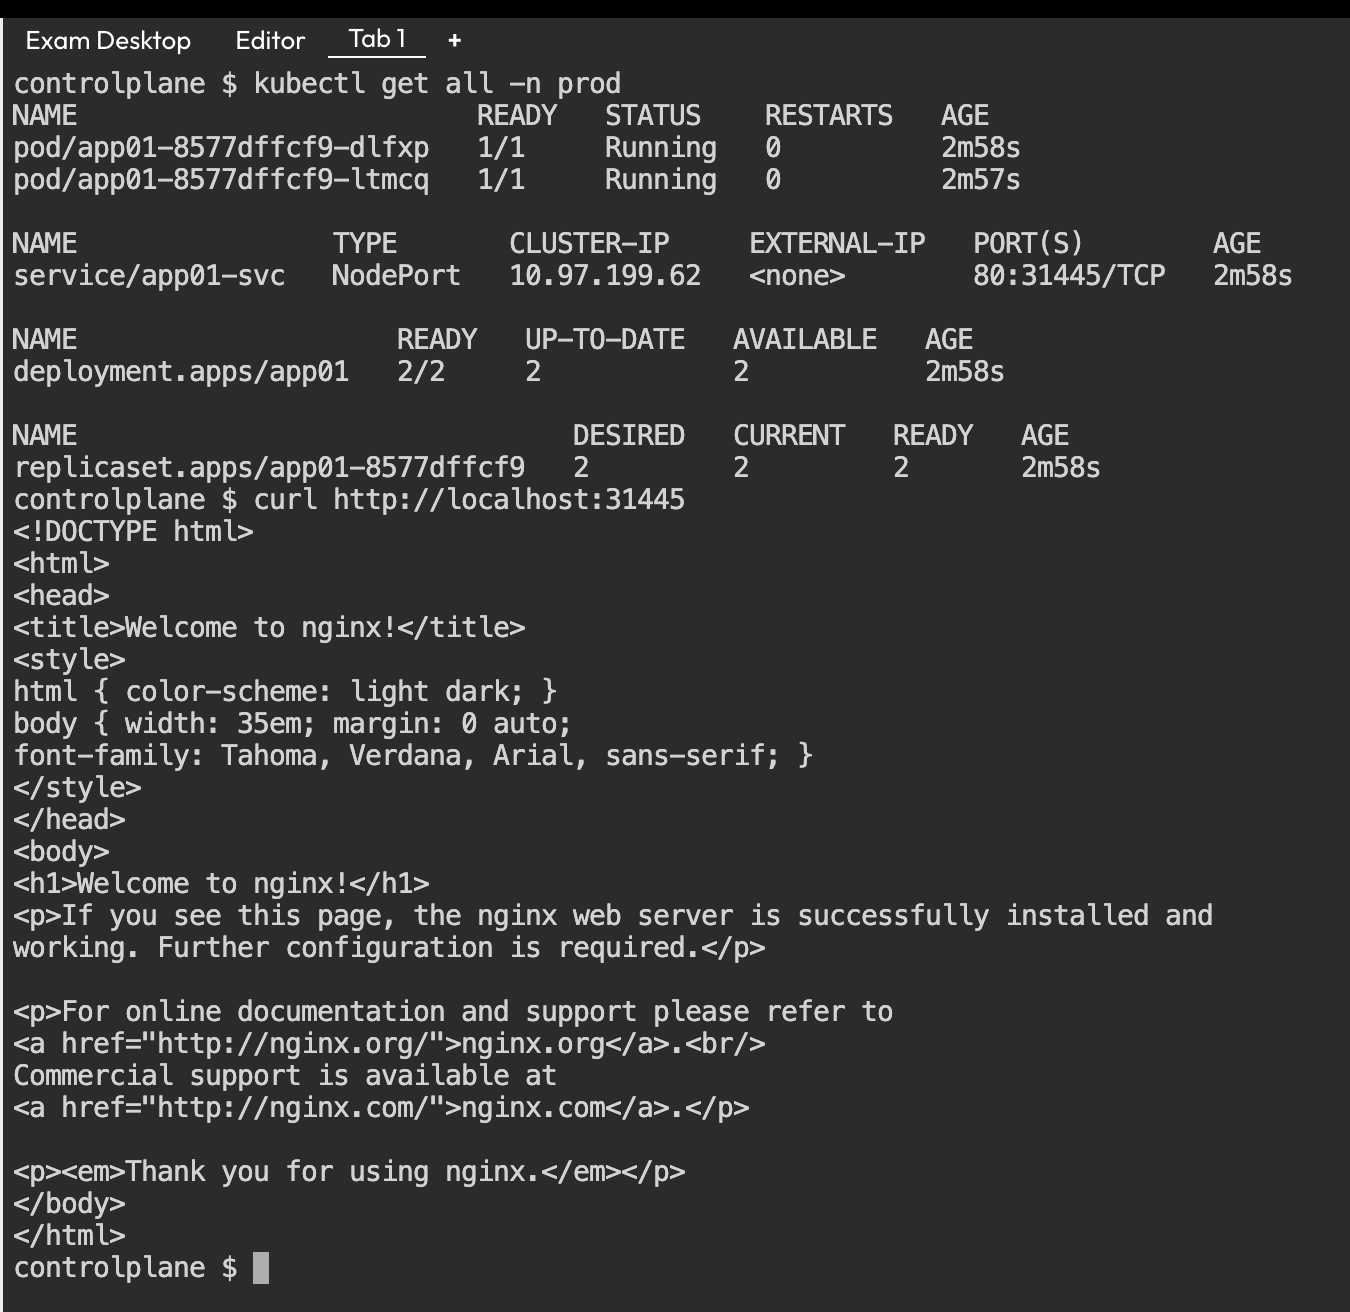 Exam Desktop Editor Tab 1 +
controlplane $ kubectl get all -n prod
NAME READY STATUS RESTARTS AGE
pod/app01-8577dffcf9-dlfxp 1/1 Running 0 2m58s
pod/app01-8577dffcf9-ltmcq 1/1 Running 0 2m57s
NAME TYPE CLUSTER-IP EXTERNAL-IP PORT(S) AGE
service/app01-svc NodePort 10.97.199.62 <none> 80:31445/TCP 2m58s
NAME READY UP-TO-DATE AVAILABLE AGE
deployment.apps/app01 2/2 2 2 2m58s
NAME DESIRED CURRENT READY AGE
replicaset.apps/app01-8577dffcf9 2 2 2 2m58s
controlplane $ curl http://localhost:31445
<!DOCTYPE html>
<html>
<head>
<title>Welcome to nginx!</title>
<style>
html { color-scheme: light dark; }
body { width: 35em; margin: 0 auto;
font-family: Tahoma, Verdana, Arial, sans-serif; }
</style>
</head>
<body>
<h1>Welcome to nginx!</h1>
<p>If you see this page, the nginx web server is successfully installed and
working. Further configuration is required.</p>
<p>For online documentation and support please refer to
<a href="http://nginx.org/">nginx.org</a>.<br/>
Commercial support is available at
<a href="http://nginx.com/">nginx.com</a>.</p>
<p><em>Thank you for using nginx.</em></p>
</body>
</html>
controlplane $